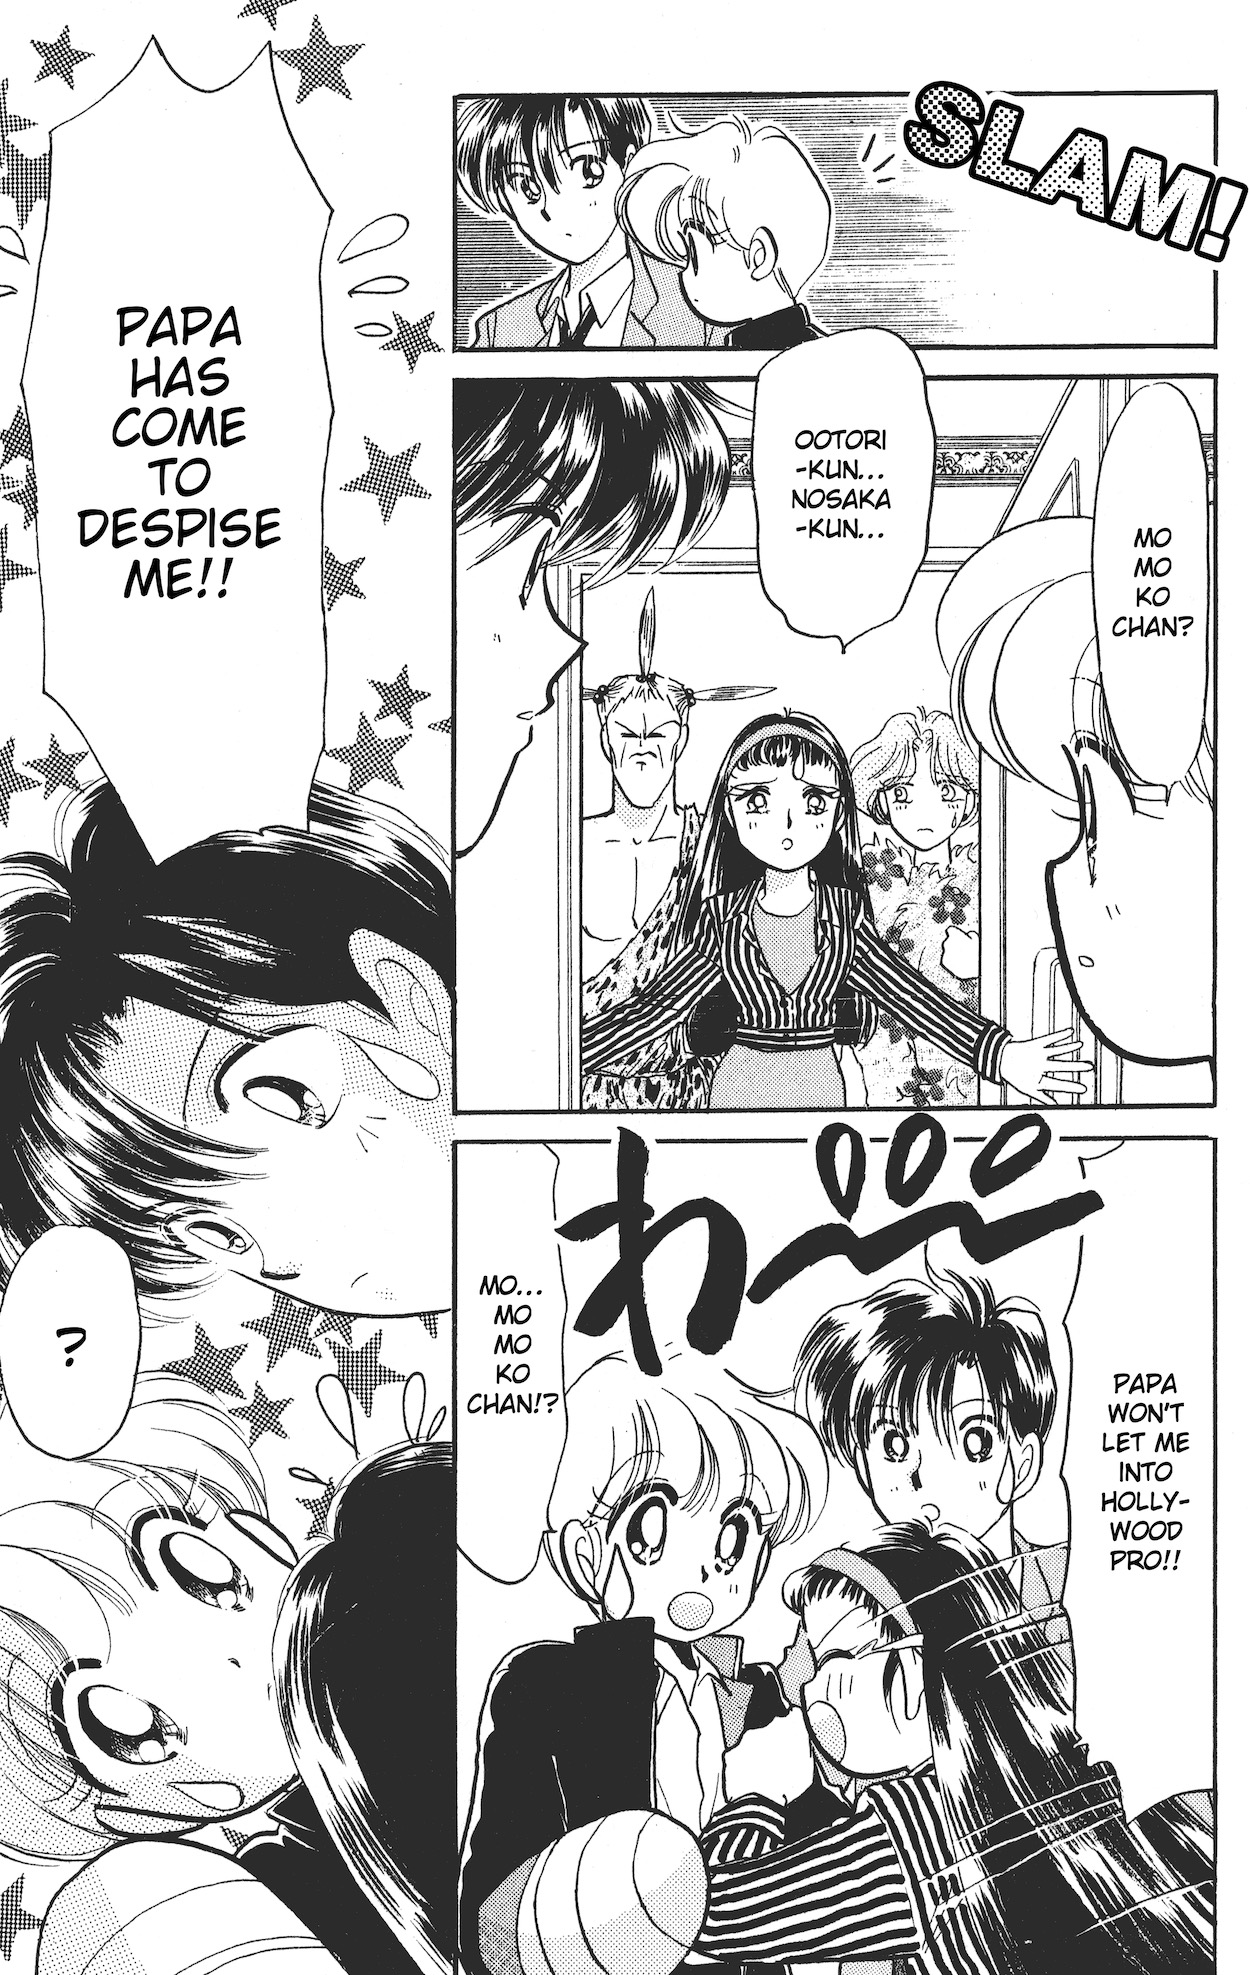 SLAM!
MO
MO
KO
CHAN?
OOTORI
-KUN...
NOSAKA
-KUN...
わ〜〜
PAPA
WON'T
LET ME
INTO
HOLLY-
WOOD
PRO!!
MO...
MO
MO
KO
CHAN!?
PAPA
HAS
COME
TO
DESPISE
ME!!
?